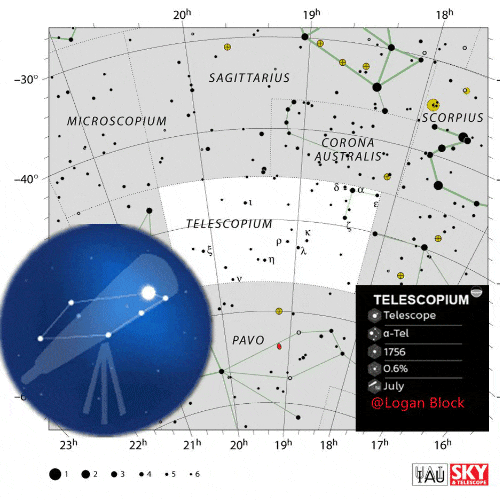 20ʰ 19ʰ 18ʰ
−30°
SAGITTARIUS
MICROSCOPIUM
SCORPIUS
CORONA
AUSTRALIS
−40°
δ α
ε
ι
ζ
TELESCOPIUM
κ
ρ
λ
ξ
η
ν
PAVO
TELESCOPIUM
Telescope
α-Tel
1756
0.6%
July
@Logan Block
23ʰ 22ʰ 21ʰ 20ʰ 19ʰ 18ʰ 17ʰ 16ʰ
1 2 3 4 5 6
IAU
SKY
& TELESCOPE